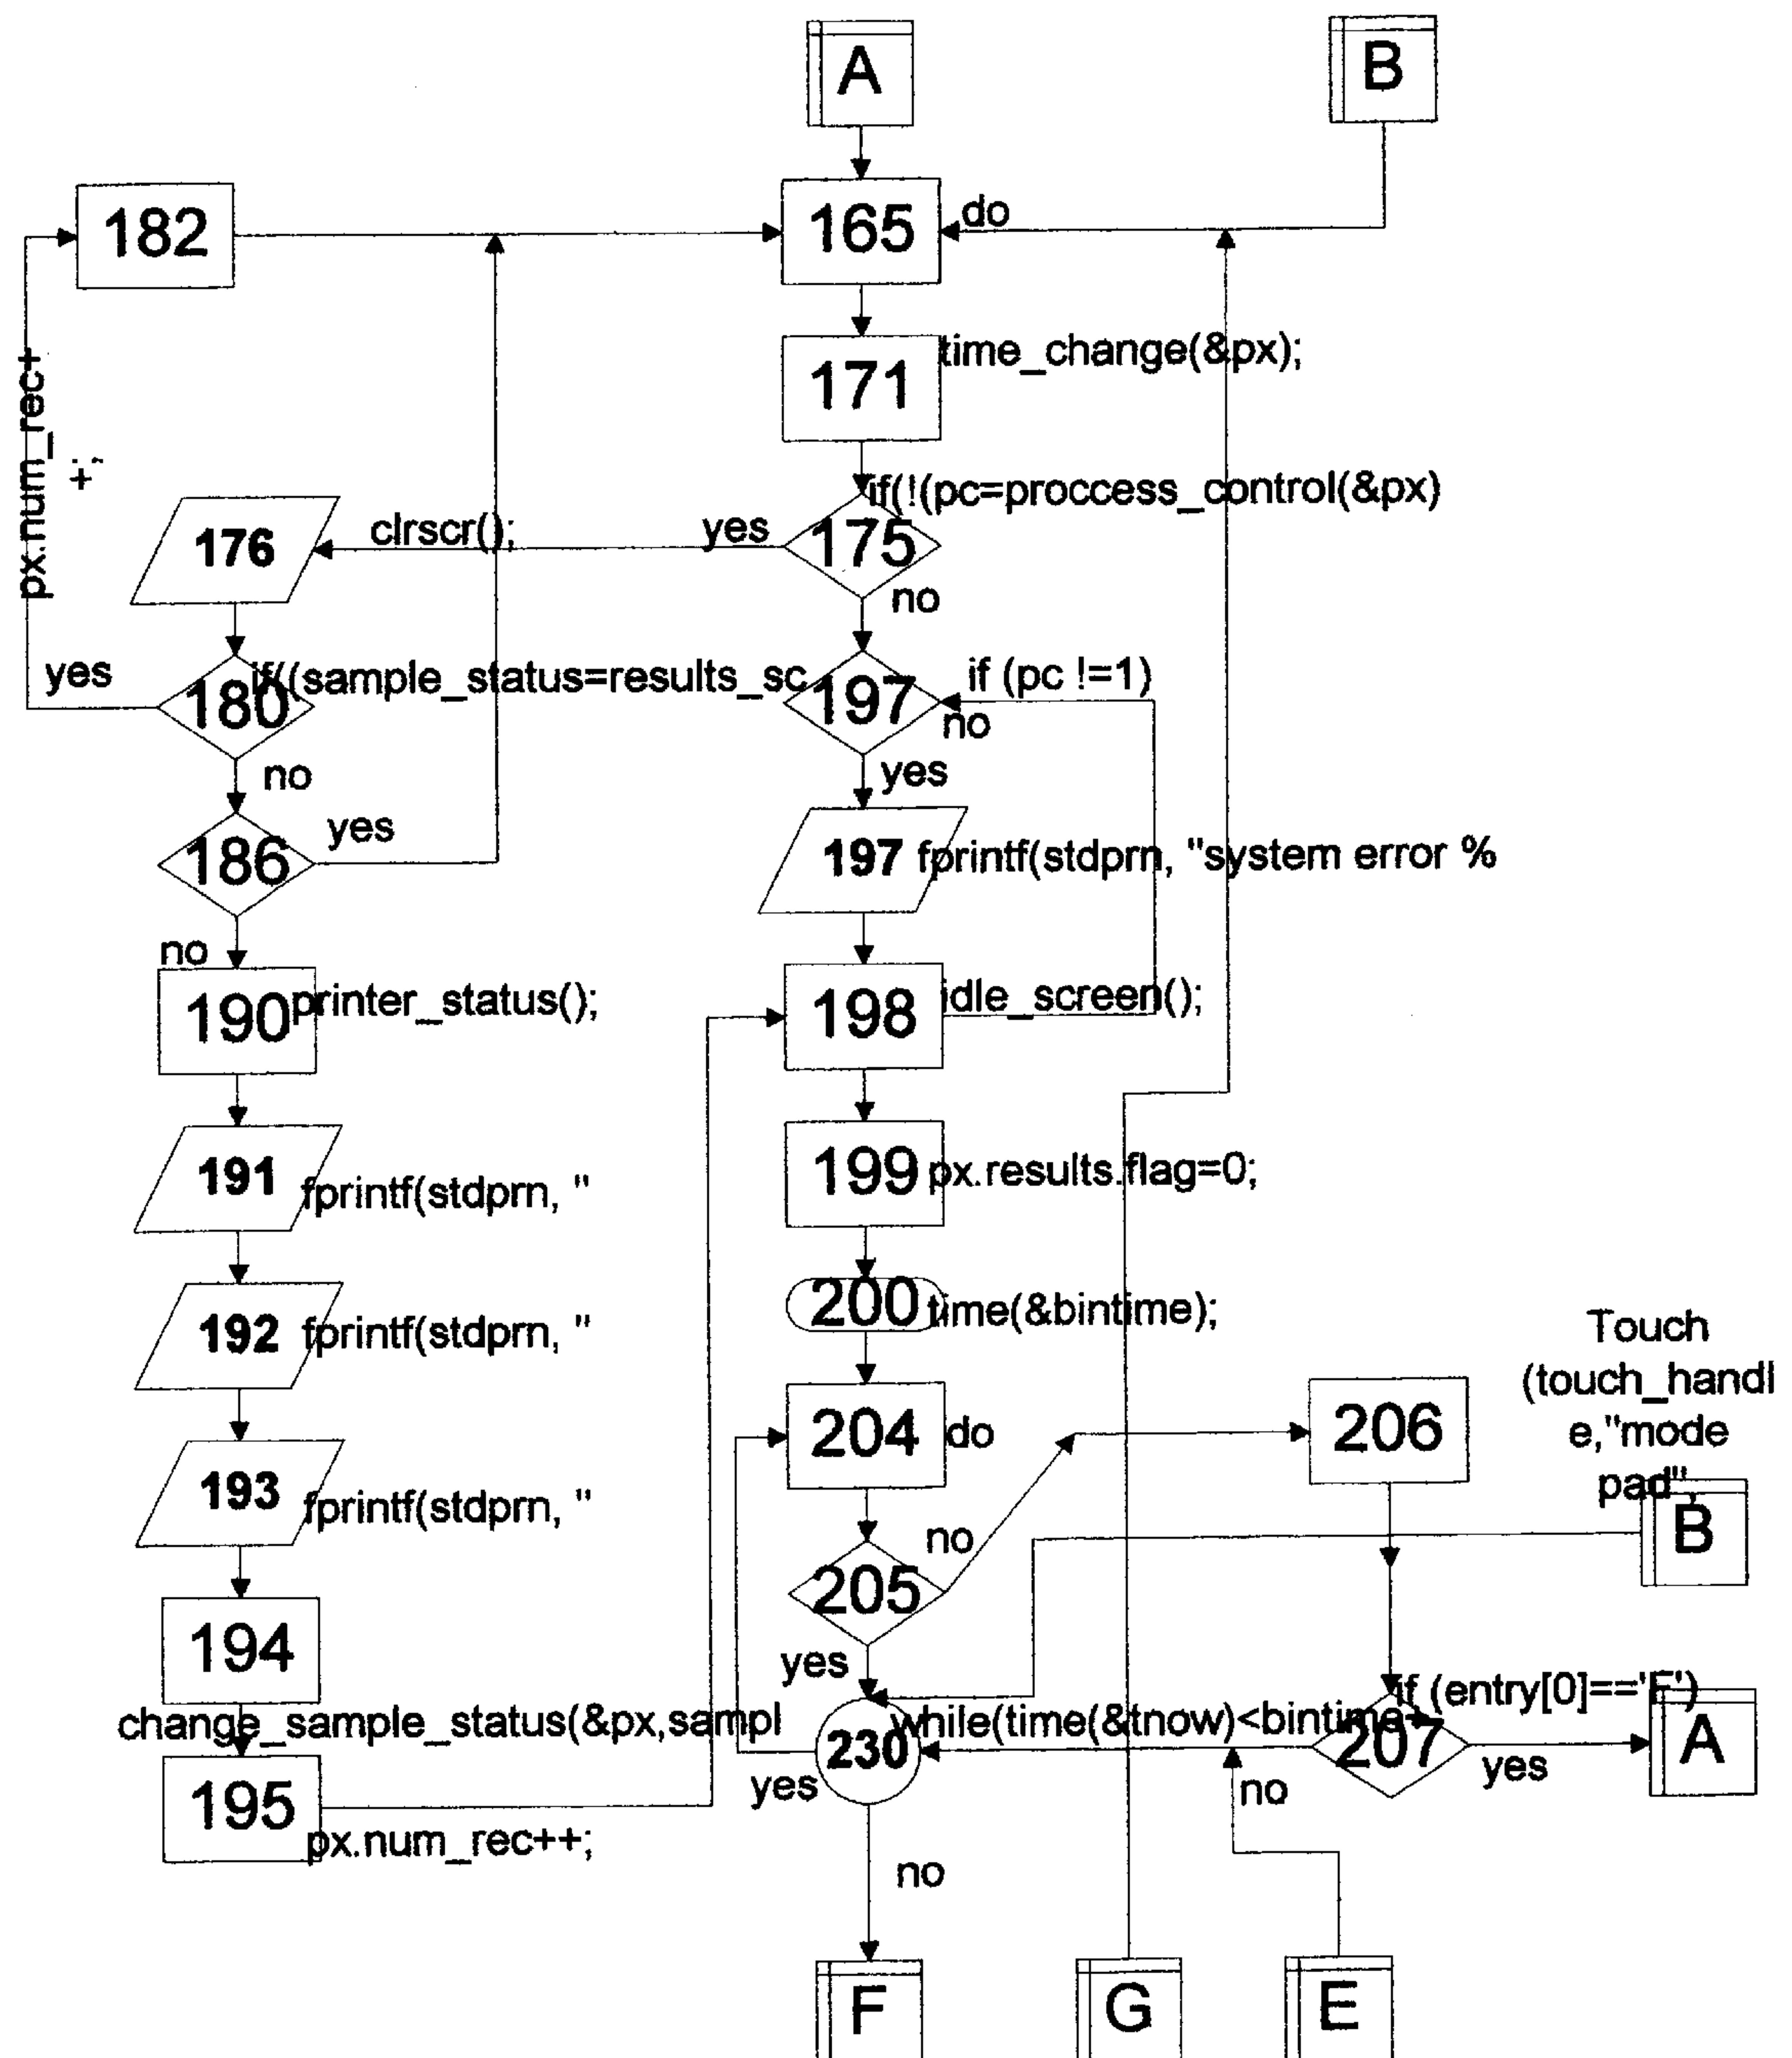 A
B
182
165
do
171
time_change(&px);
px.num_rec+
+
if(!(pc=proccess_control(&px)
176
clrscr();
yes
175
no
yes
180
if((sample_status=results_sc
197
if (pc !=1)
no
no
yes
186
yes
197
fprintf(stdprn, "system error %
no
190
printer_status();
198
idle_screen();
191
fprintf(stdprn, "
199
px.results.flag=0;
200
time(&bintime);
192
fprintf(stdprn, "
204
do
206
Touch
(touch_handl
e,"mode
pad",
193
fprintf(stdprn, "
no
205
B
194
yes
if (entry[0]=='F')
change_sample_status(&px,sampl
while(time(&tnow)<bintime+
230
207
A
yes
yes
no
195
px.num_rec++;
no
F
G
E